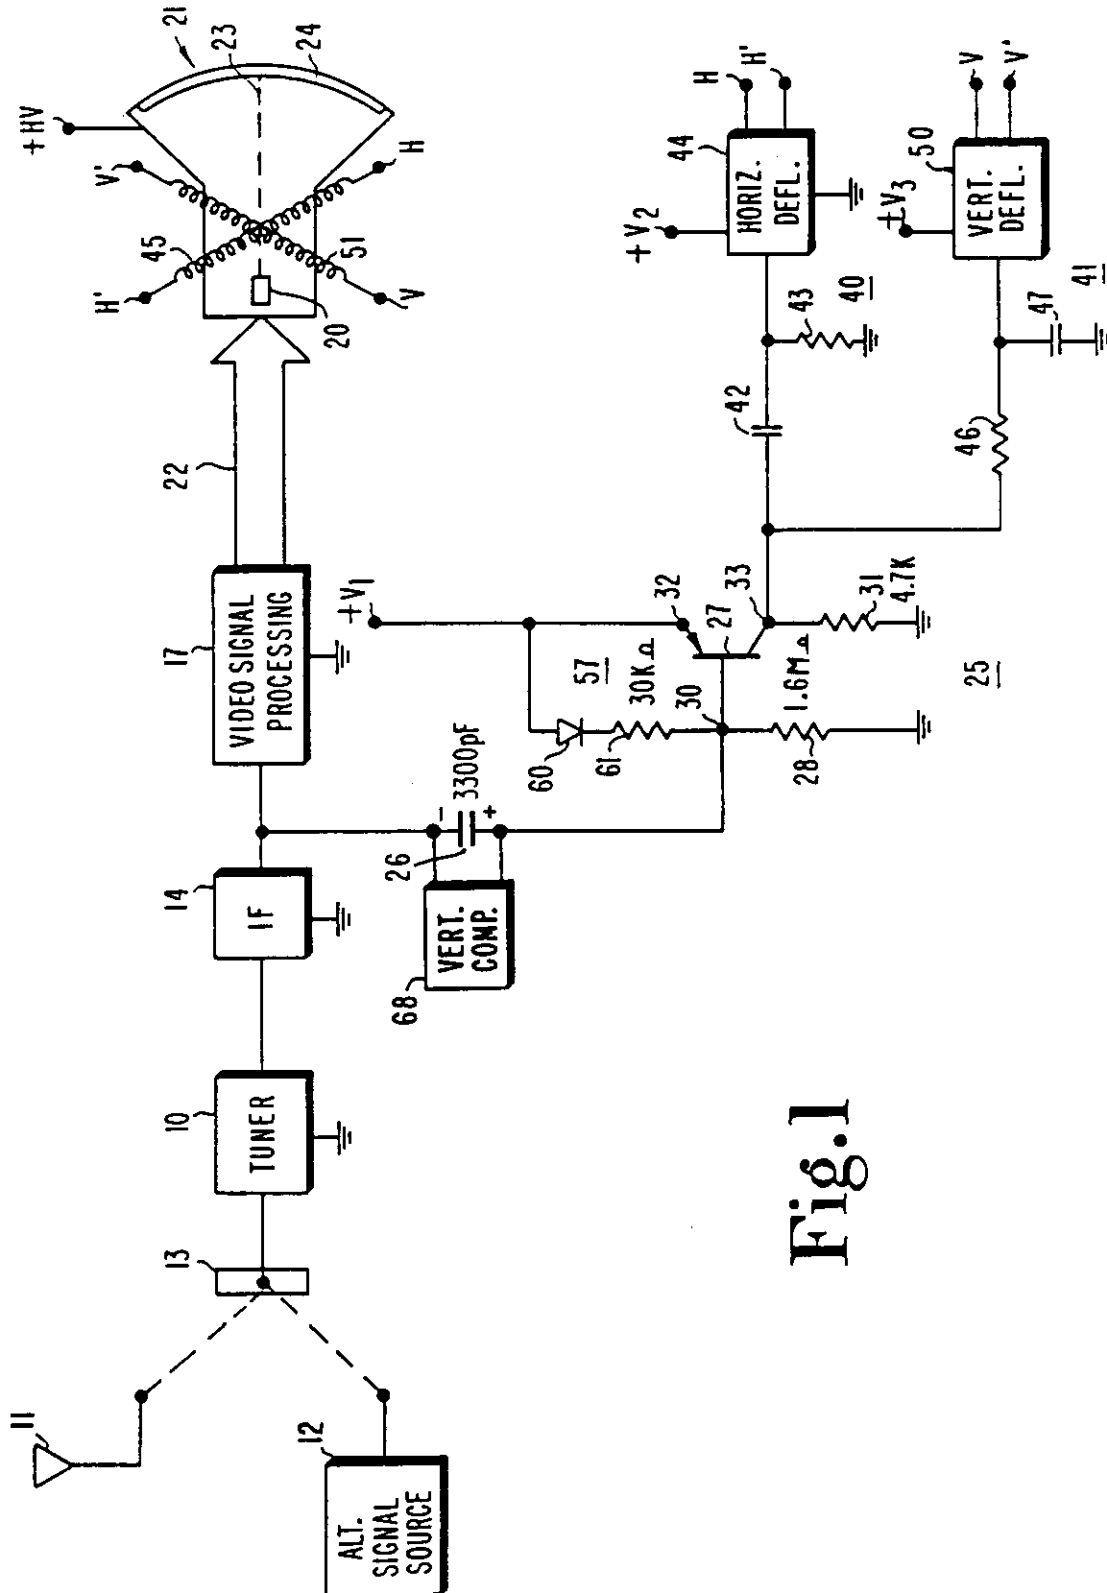 11
ALT.
SIGNAL
SOURCE
12
13
TUNER
10
IF
14
VIDEO SIGNAL
PROCESSING
17
22
+HV
21
23
24
V'
H'
45
51
20
H
V
VERT.
COMP.
68
26
3300pF
-
+
+V1
60
61
57
30KΩ
30
32
27
33
28
1.6MΩ
31
4.7K
25
42
43
40
+V2
HORIZ.
DEFL.
44
H
H'
46
47
41
+V3
VERT.
DEFL.
50
V
V'
Fig.1